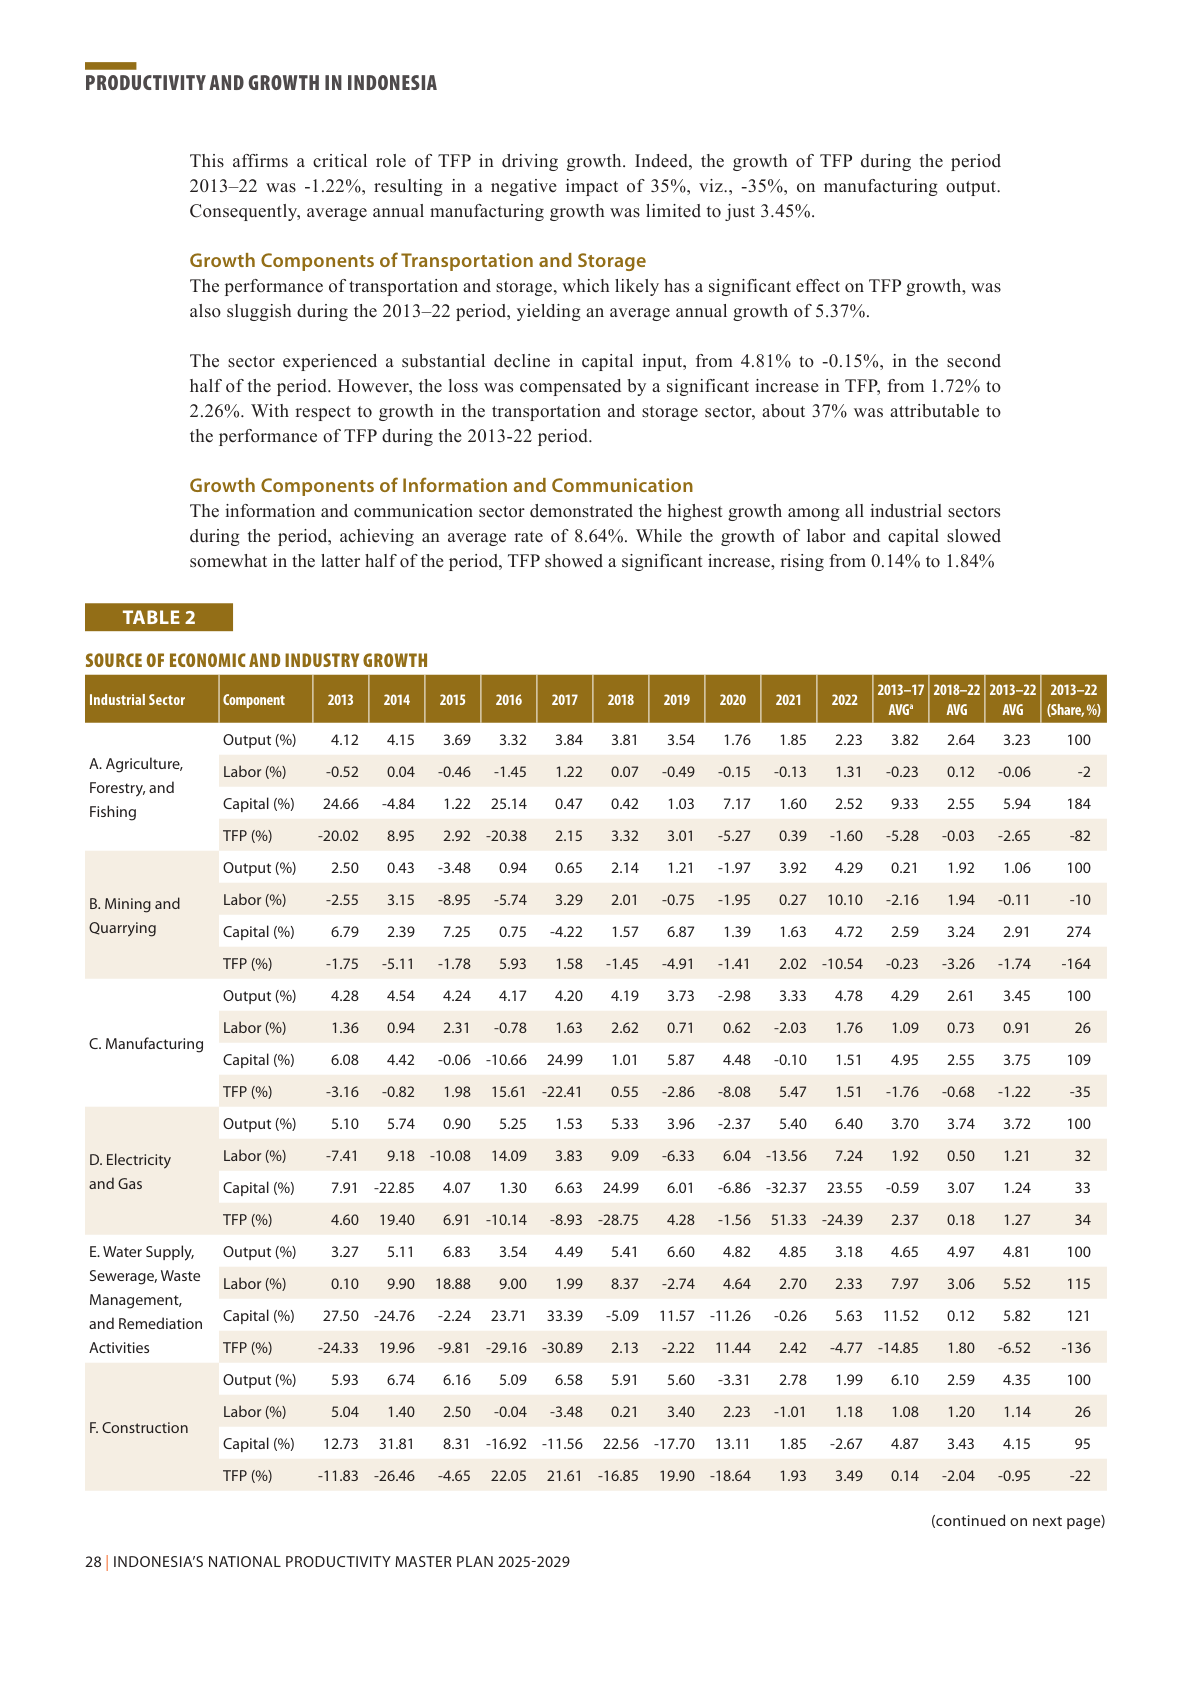 PRODUCTIVITY AND GROWTH IN INDONESIA
This affirms a critical role of TFP in driving growth. Indeed, the growth of TFP during the period
2013–22 was -1.22%, resulting in a negative impact of 35%, viz., -35%, on manufacturing output.
Consequently, average annual manufacturing growth was limited to just 3.45%.
Growth Components of Transportation and Storage
The performance of transportation and storage, which likely has a significant effect on TFP growth, was
also sluggish during the 2013–22 period, yielding an average annual growth of 5.37%.
The sector experienced a substantial decline in capital input, from 4.81% to -0.15%, in the second
half of the period. However, the loss was compensated by a significant increase in TFP, from 1.72% to
2.26%. With respect to growth in the transportation and storage sector, about 37% was attributable to
the performance of TFP during the 2013-22 period.
Growth Components of Information and Communication
The information and communication sector demonstrated the highest growth among all industrial sectors
during the period, achieving an average rate of 8.64%. While the growth of labor and capital slowed
somewhat in the latter half of the period, TFP showed a significant increase, rising from 0.14% to 1.84%
TABLE 2
SOURCE OF ECONOMIC AND INDUSTRY GROWTH
Industrial Sector Component 2013 2014 2015 2016 2017 2018 2019 2020 2021 2022 2013–17 AVGª 2018–22 AVG 2013–22 AVG 2013–22 (Share, %)
A. Agriculture,
Forestry, and
Fishing
Output (%) 4.12 4.15 3.69 3.32 3.84 3.81 3.54 1.76 1.85 2.23 3.82 2.64 3.23 100
Labor (%) -0.52 0.04 -0.46 -1.45 1.22 0.07 -0.49 -0.15 -0.13 1.31 -0.23 0.12 -0.06 -2
Capital (%) 24.66 -4.84 1.22 25.14 0.47 0.42 1.03 7.17 1.60 2.52 9.33 2.55 5.94 184
TFP (%) -20.02 8.95 2.92 -20.38 2.15 3.32 3.01 -5.27 0.39 -1.60 -5.28 -0.03 -2.65 -82
B. Mining and
Quarrying
Output (%) 2.50 0.43 -3.48 0.94 0.65 2.14 1.21 -1.97 3.92 4.29 0.21 1.92 1.06 100
Labor (%) -2.55 3.15 -8.95 -5.74 3.29 2.01 -0.75 -1.95 0.27 10.10 -2.16 1.94 -0.11 -10
Capital (%) 6.79 2.39 7.25 0.75 -4.22 1.57 6.87 1.39 1.63 4.72 2.59 3.24 2.91 274
TFP (%) -1.75 -5.11 -1.78 5.93 1.58 -1.45 -4.91 -1.41 2.02 -10.54 -0.23 -3.26 -1.74 -164
C. Manufacturing
Output (%) 4.28 4.54 4.24 4.17 4.20 4.19 3.73 -2.98 3.33 4.78 4.29 2.61 3.45 100
Labor (%) 1.36 0.94 2.31 -0.78 1.63 2.62 0.71 0.62 -2.03 1.76 1.09 0.73 0.91 26
Capital (%) 6.08 4.42 -0.06 -10.66 24.99 1.01 5.87 4.48 -0.10 1.51 4.95 2.55 3.75 109
TFP (%) -3.16 -0.82 1.98 15.61 -22.41 0.55 -2.86 -8.08 5.47 1.51 -1.76 -0.68 -1.22 -35
D. Electricity
and Gas
Output (%) 5.10 5.74 0.90 5.25 1.53 5.33 3.96 -2.37 5.40 6.40 3.70 3.74 3.72 100
Labor (%) -7.41 9.18 -10.08 14.09 3.83 9.09 -6.33 6.04 -13.56 7.24 1.92 0.50 1.21 32
Capital (%) 7.91 -22.85 4.07 1.30 6.63 24.99 6.01 -6.86 -32.37 23.55 -0.59 3.07 1.24 33
TFP (%) 4.60 19.40 6.91 -10.14 -8.93 -28.75 4.28 -1.56 51.33 -24.39 2.37 0.18 1.27 34
E. Water Supply,
Sewerage, Waste
Management,
and Remediation
Activities
Output (%) 3.27 5.11 6.83 3.54 4.49 5.41 6.60 4.82 4.85 3.18 4.65 4.97 4.81 100
Labor (%) 0.10 9.90 18.88 9.00 1.99 8.37 -2.74 4.64 2.70 2.33 7.97 3.06 5.52 115
Capital (%) 27.50 -24.76 -2.24 23.71 33.39 -5.09 11.57 -11.26 -0.26 5.63 11.52 0.12 5.82 121
TFP (%) -24.33 19.96 -9.81 -29.16 -30.89 2.13 -2.22 11.44 2.42 -4.77 -14.85 1.80 -6.52 -136
F. Construction
Output (%) 5.93 6.74 6.16 5.09 6.58 5.91 5.60 -3.31 2.78 1.99 6.10 2.59 4.35 100
Labor (%) 5.04 1.40 2.50 -0.04 -3.48 0.21 3.40 2.23 -1.01 1.18 1.08 1.20 1.14 26
Capital (%) 12.73 31.81 8.31 -16.92 -11.56 22.56 -17.70 13.11 1.85 -2.67 4.87 3.43 4.15 95
TFP (%) -11.83 -26.46 -4.65 22.05 21.61 -16.85 19.90 -18.64 1.93 3.49 0.14 -2.04 -0.95 -22
(continued on next page)
28 | INDONESIA’S NATIONAL PRODUCTIVITY MASTER PLAN 2025-2029